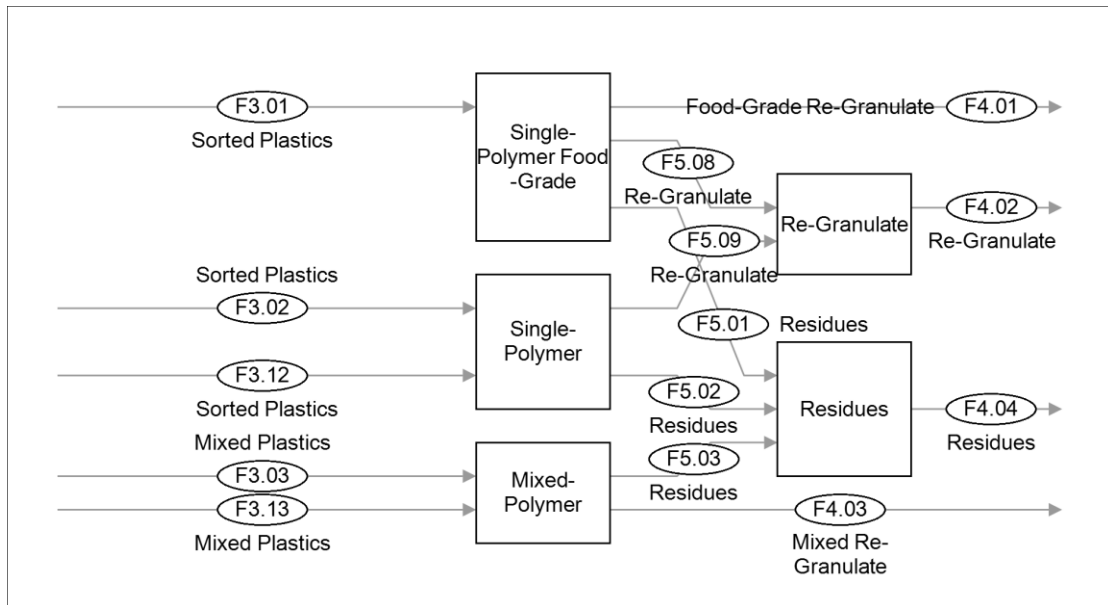 F3.01
Sorted Plastics
Single-
Polymer Food
-Grade
Food-Grade Re-Granulate
F4.01
F5.08
Re-Granulate
F5.09
Re-Granulate
Re-Granulate
F4.02
Re-Granulate
Sorted Plastics
F3.02
F3.12
Sorted Plastics
Single-
Polymer
F5.01
Residues
F5.02
Residues
Residues
F4.04
Residues
Mixed Plastics
F3.03
F3.13
Mixed Plastics
Mixed-
Polymer
F5.03
Residues
F4.03
Mixed Re-
Granulate